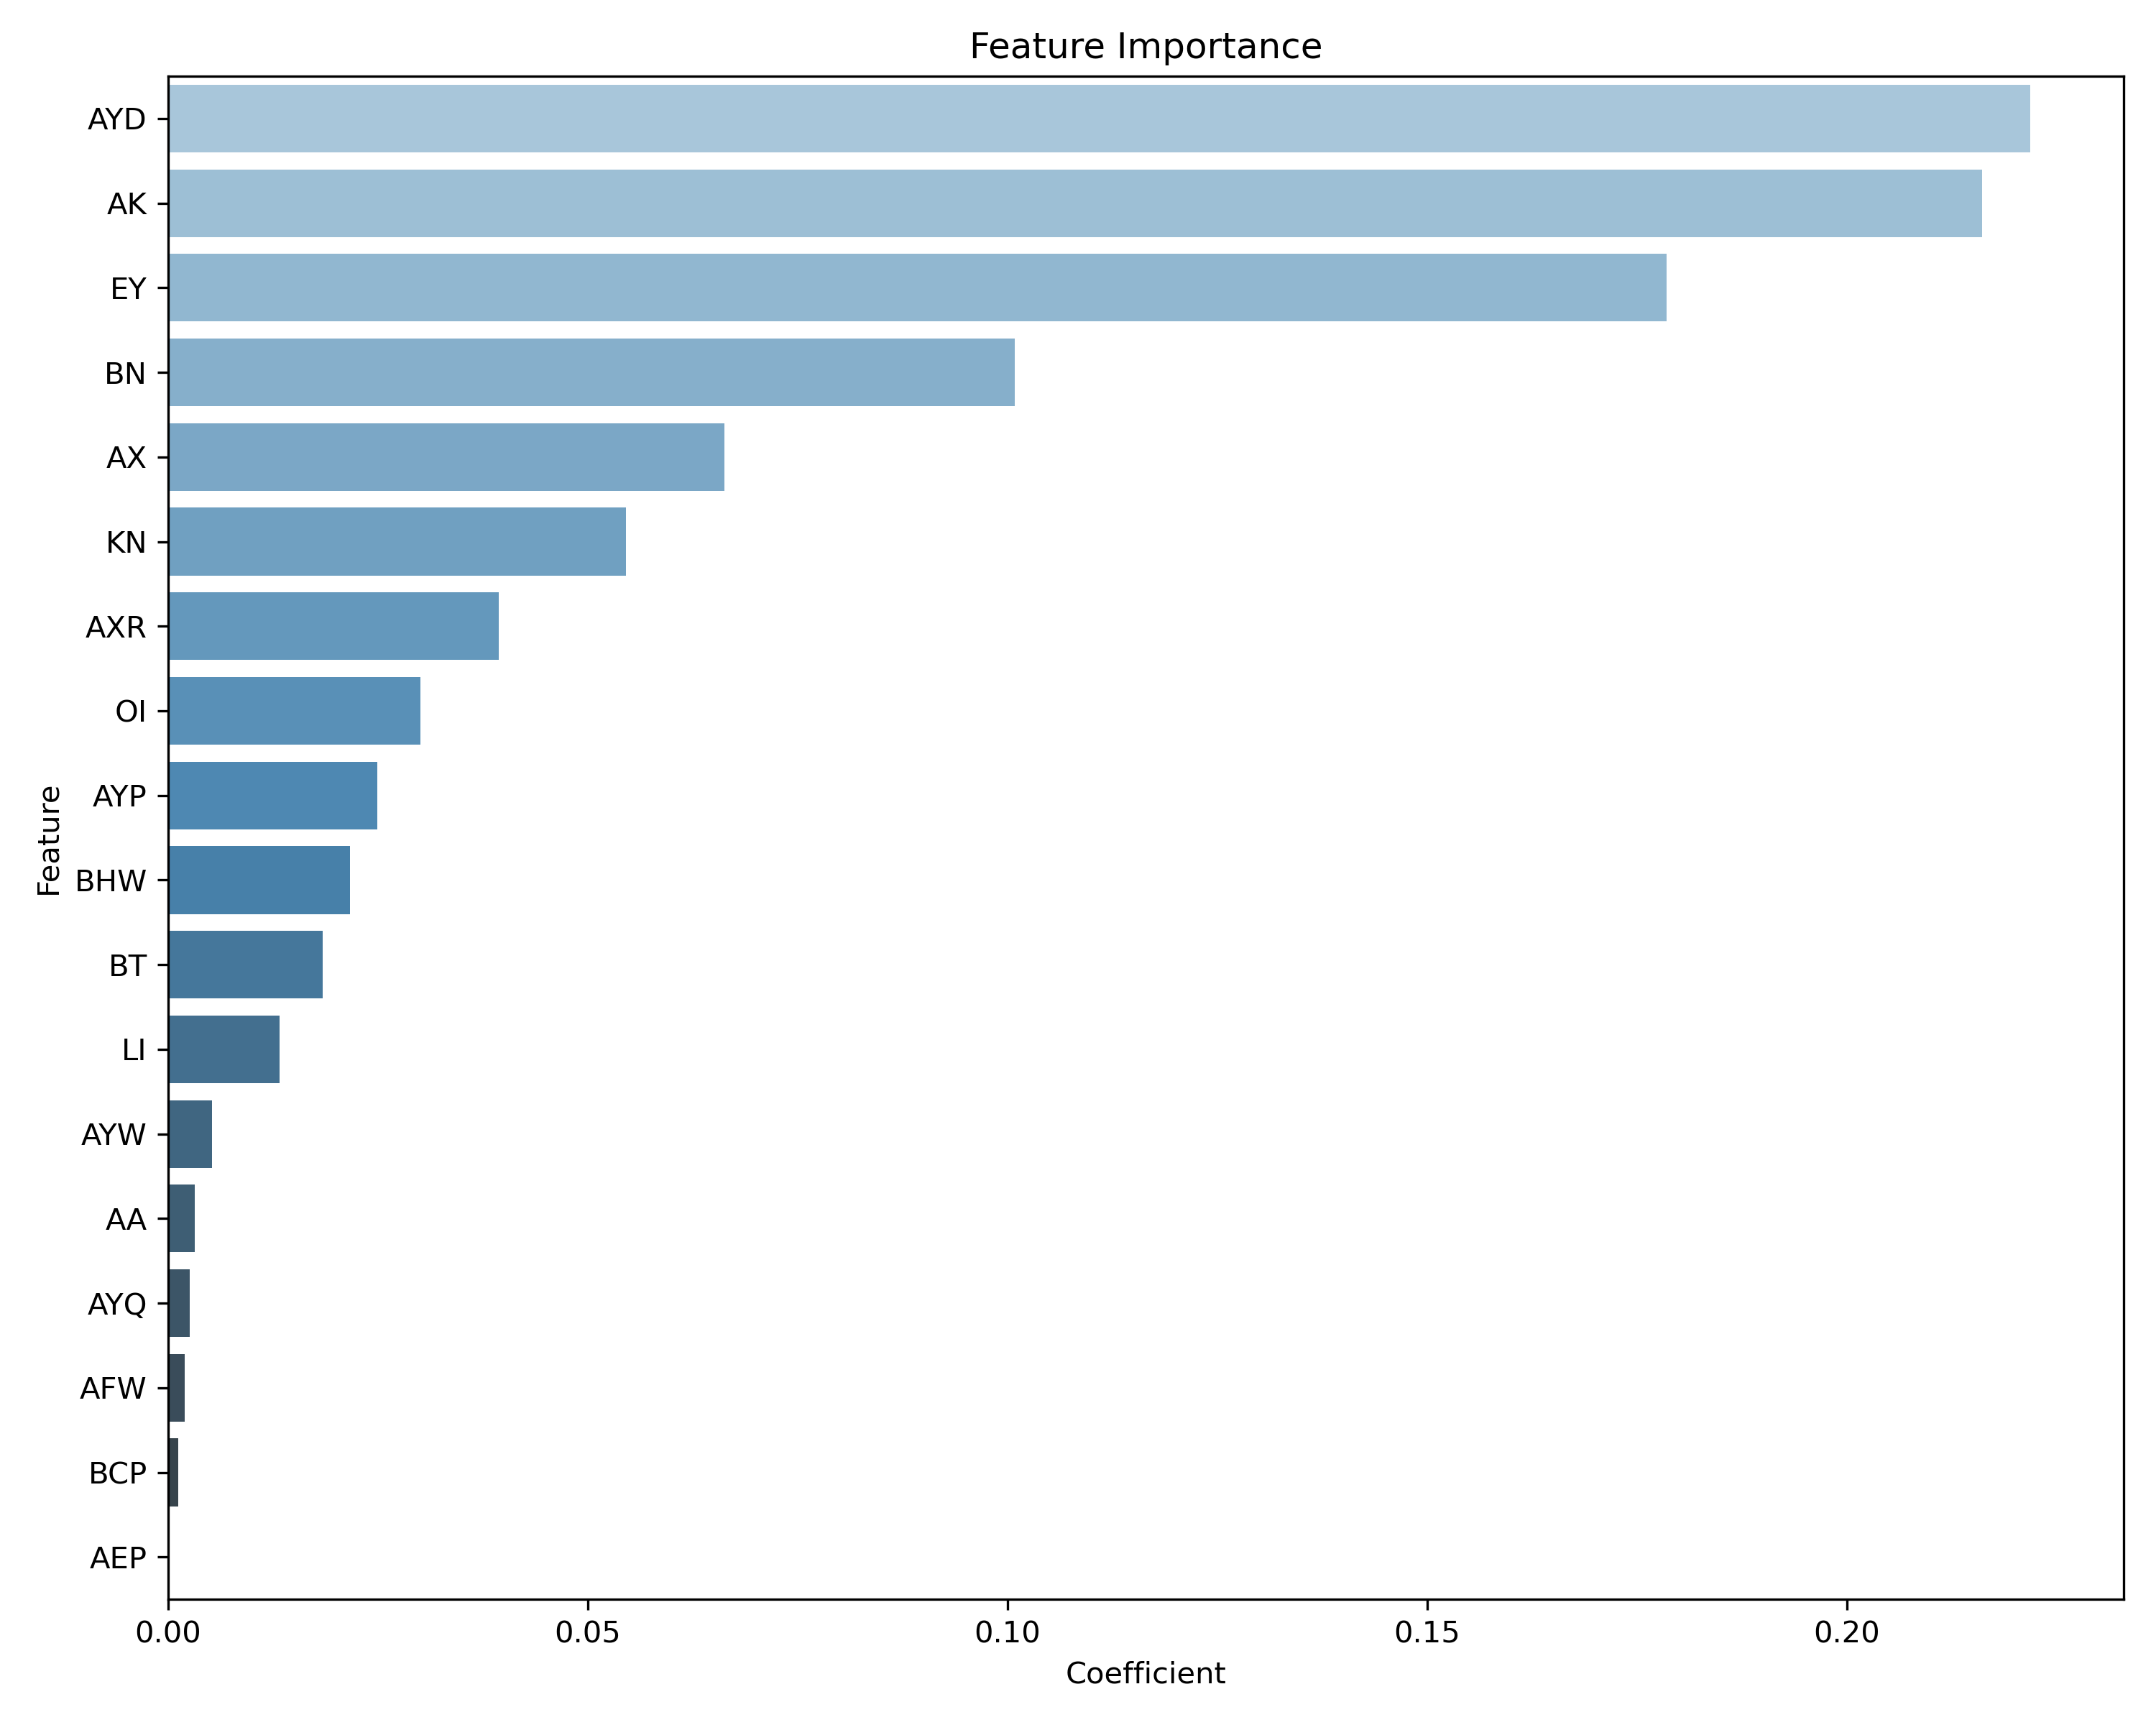 Feature Importance
AYD
AK
EY
BN
AX
KN
AXR
OI
AYP
BHW
BT
LI
AYW
AA
AYQ
AFW
BCP
AEP
Feature
0.00 0.05 0.10 0.15 0.20
Coefficient